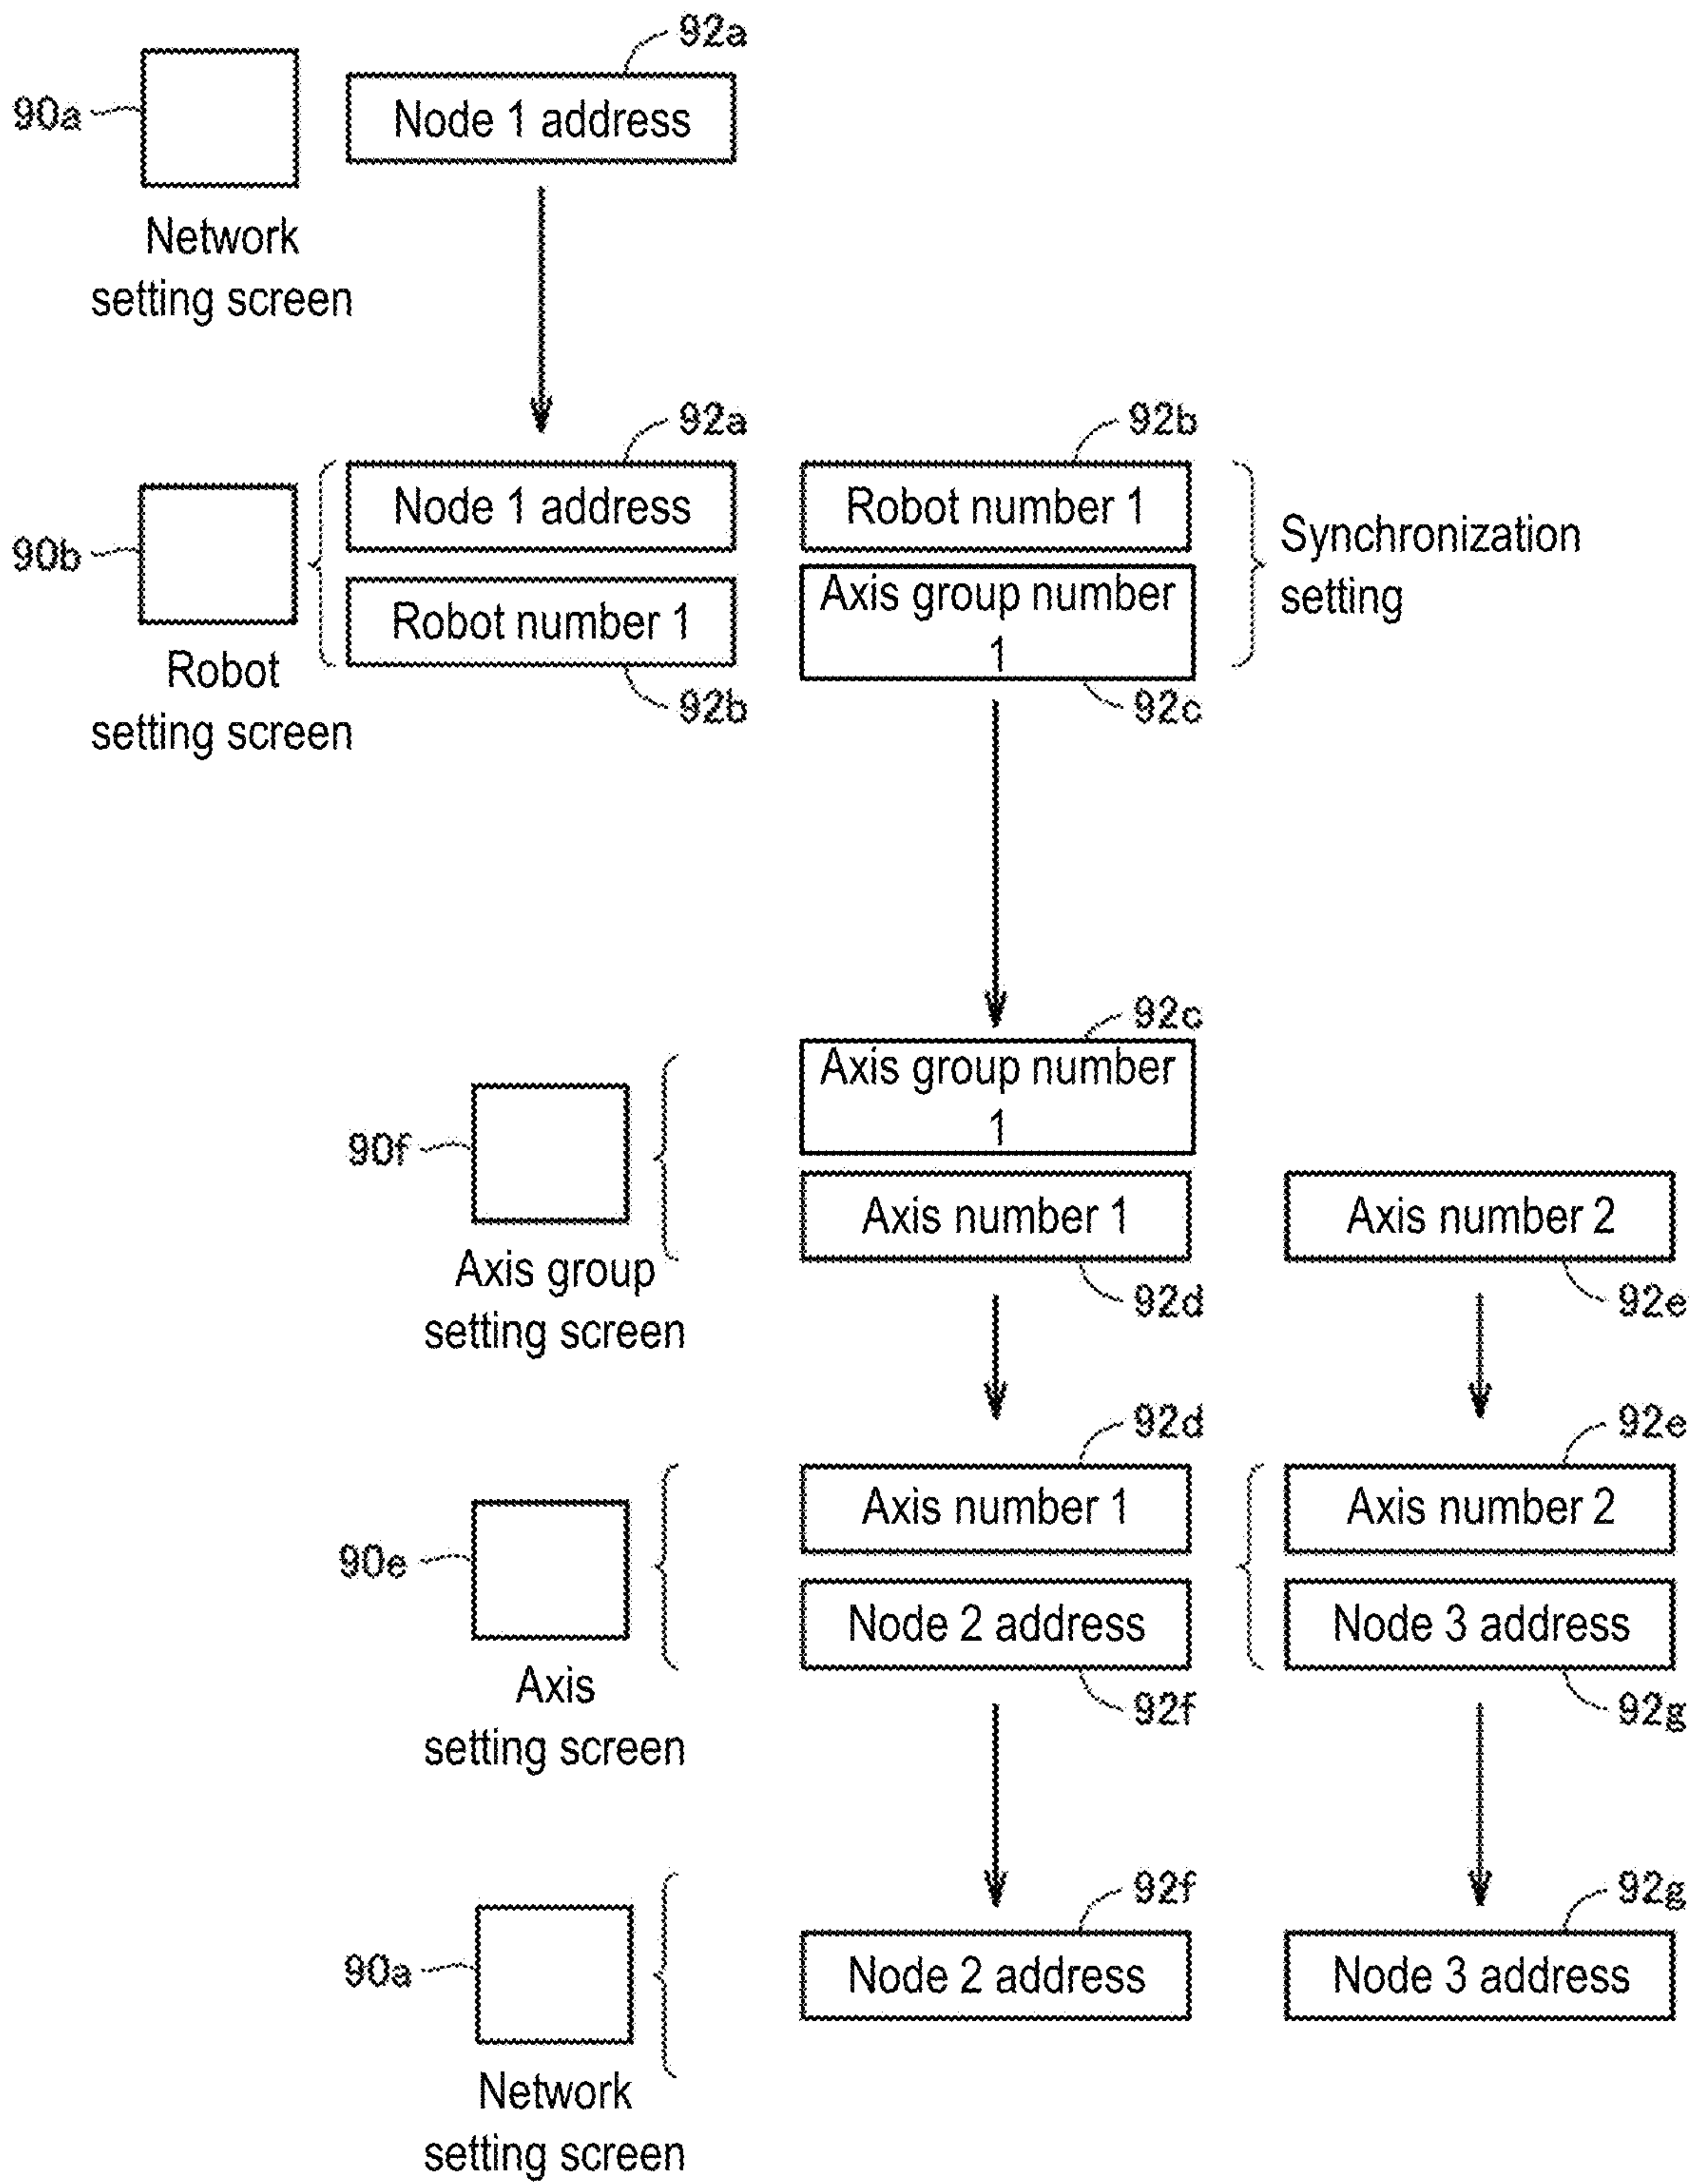 92a
90a
Node 1 address
Network
setting screen
92a
92b
90b
Node 1 address
Robot number 1
Synchronization
setting
Robot number 1
Axis group number
1
Robot
setting screen
92b
92c
92c
90f
Axis group number
1
Axis number 1
Axis number 2
Axis group
setting screen
92d
92e
92d
92e
90e
Axis number 1
Axis number 2
Node 2 address
Node 3 address
Axis
setting screen
92f
92g
92f
92g
90a
Node 2 address
Node 3 address
Network
setting screen